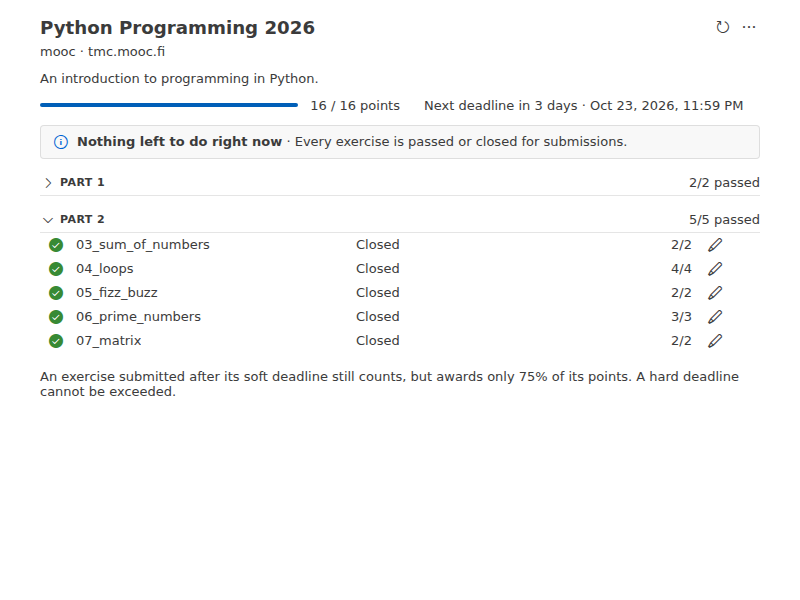 Python Programming 2026
mooc · tmc.mooc.fi
An introduction to programming in Python.
16 / 16 points Next deadline in 3 days · Oct 23, 2026, 11:59 PM
Nothing left to do right now · Every exercise is passed or closed for submissions.
PART 1 2/2 passed
PART 2 5/5 passed
03_sum_of_numbers Closed 2/2
04_loops Closed 4/4
05_fizz_buzz Closed 2/2
06_prime_numbers Closed 3/3
07_matrix Closed 2/2
An exercise submitted after its soft deadline still counts, but awards only 75% of its points. A hard deadline
cannot be exceeded.